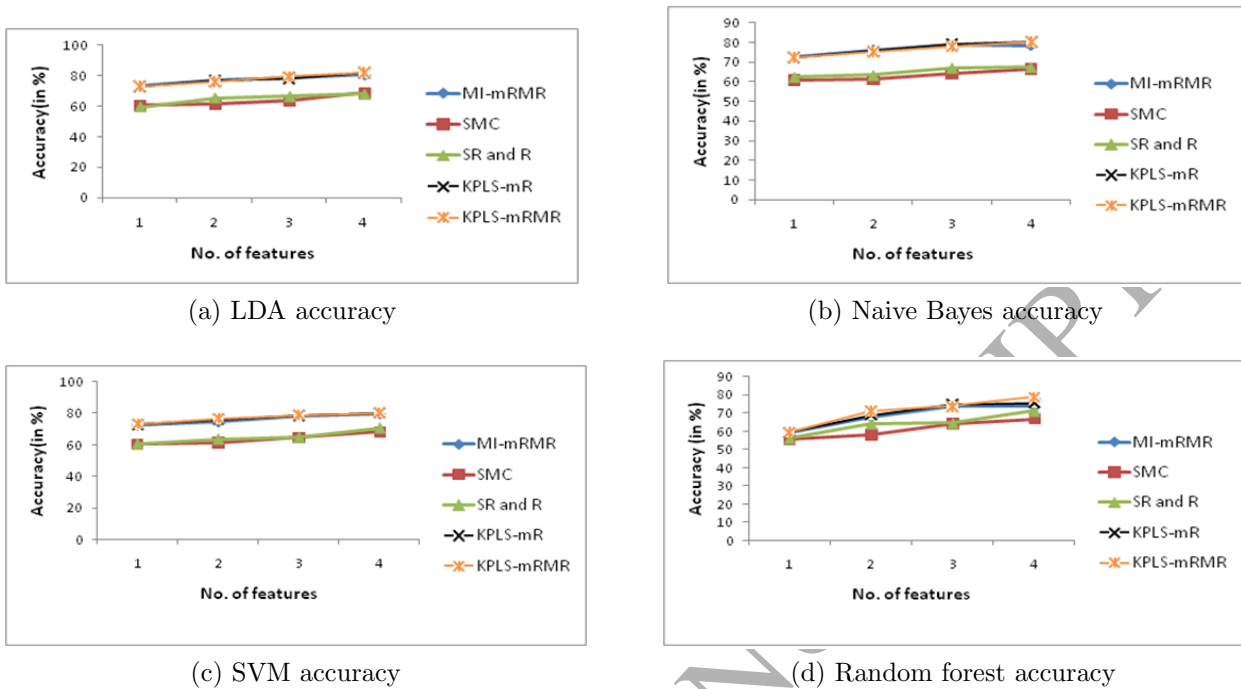 100
80
60
40
20
0
Accuracy(in %)
1 2 3 4
No. of features
MI-mRMR
SMC
SR and R
KPLS-mR
KPLS-mRMR
(a) LDA accuracy
90
80
70
60
50
40
30
20
10
0
Accuracy(in %)
1 2 3 4
No. of features
MI-mRMR
SMC
SR and R
KPLS-mR
KPLS-mRMR
(b) Naive Bayes accuracy
100
80
60
40
20
0
Accuracy(in %)
1 2 3 4
No. of features
MI-mRMR
SMC
SR and R
KPLS-mR
KPLS-mRMR
(c) SVM accuracy
90
80
70
60
50
40
30
20
10
0
Accuracy (in %)
1 2 3 4
No. of features
MI-mRMR
SMC
SR and R
KPLS-mR
KPLS-mRMR
(d) Random forest accuracy